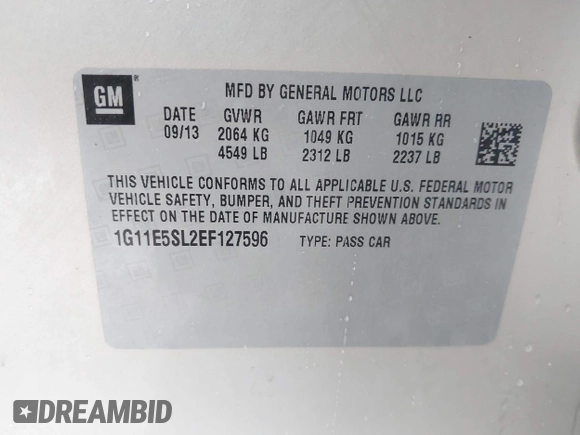 GM
MFD BY GENERAL MOTORS LLC
DATE GVWR GAWR FRT GAWR RR
09/13 2064 KG 1049 KG 1015 KG
4549 LB 2312 LB 2237 LB
THIS VEHICLE CONFORMS TO ALL APPLICABLE U.S. FEDERAL MOTOR
VEHICLE SAFETY, BUMPER, AND THEFT PREVENTION STANDARDS IN
EFFECT ON THE DATE OF MANUFACTURE SHOWN ABOVE.
1G11E5SL2EF127596 TYPE: PASS CAR
DREAMBID